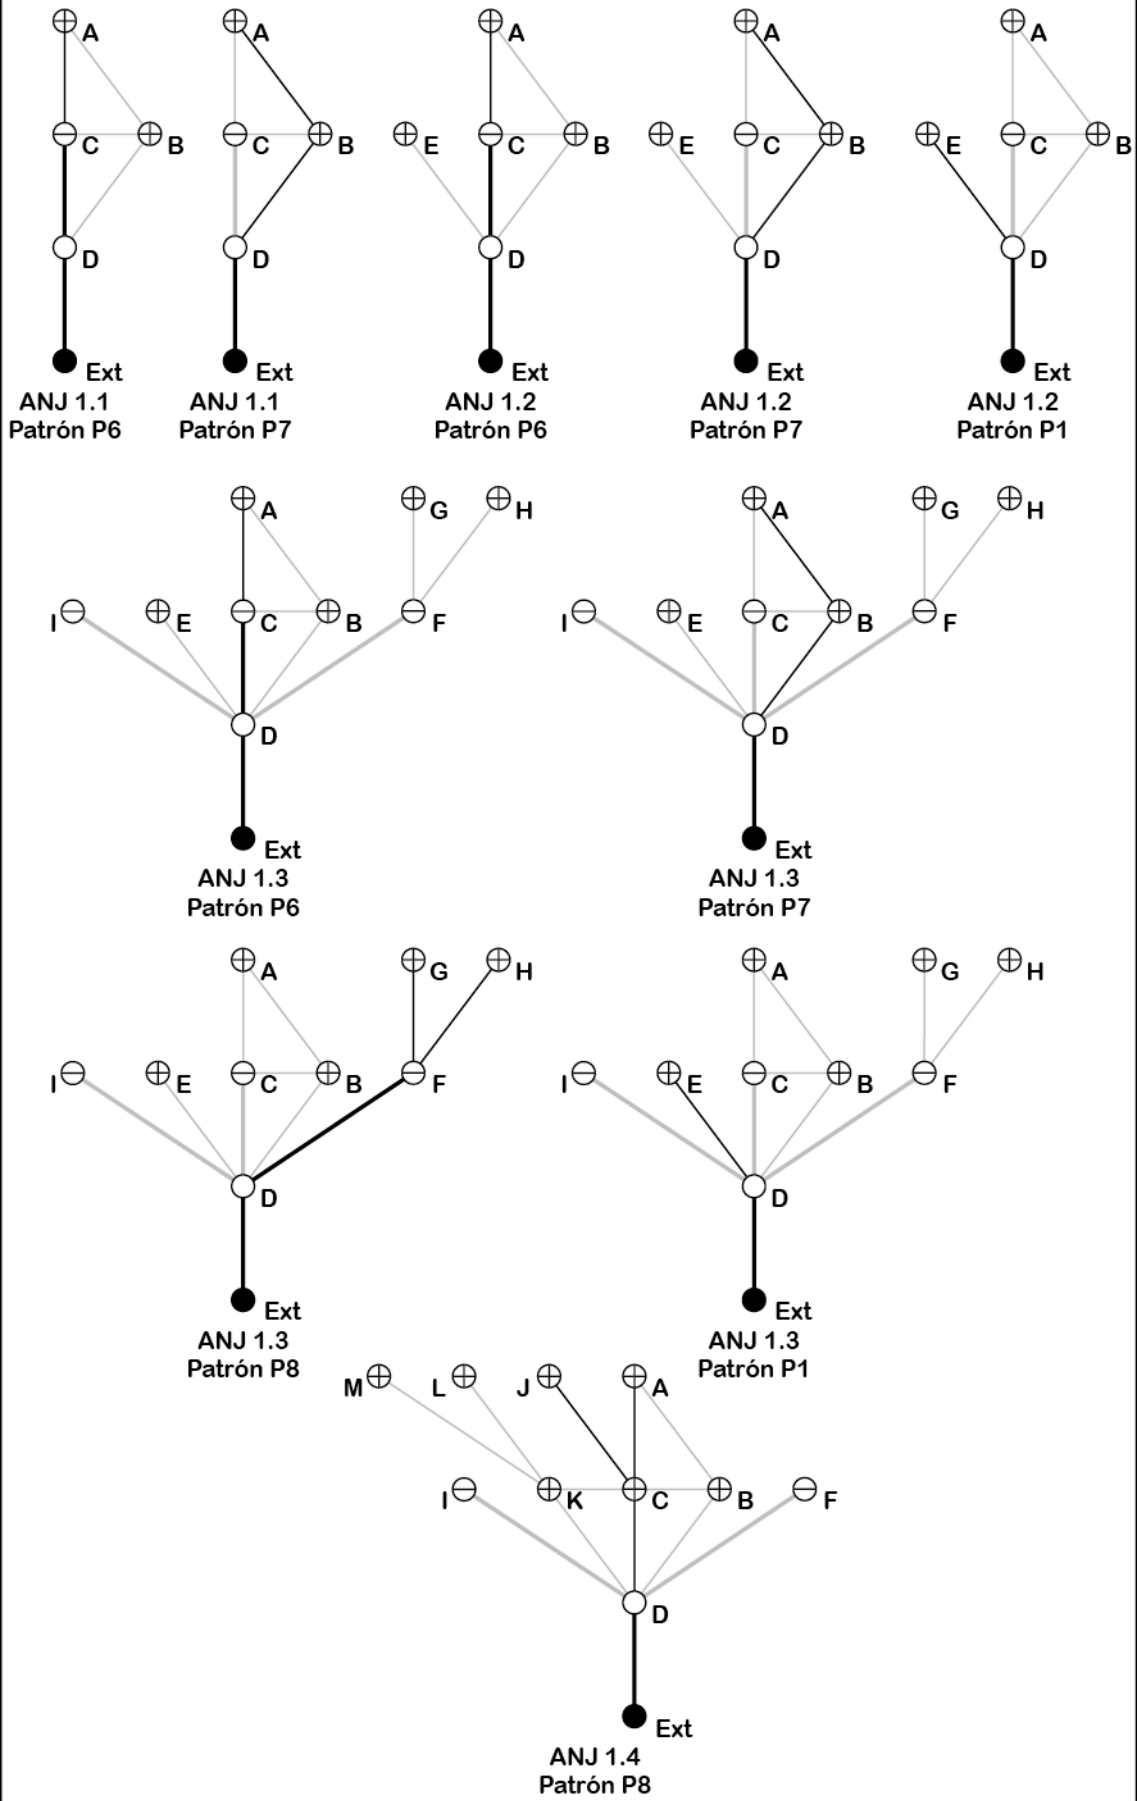 A
A
A
A
A
C
B
C
B
E
C
B
E
C
B
E
C
B
D
D
D
D
D
Ext
Ext
Ext
Ext
Ext
ANJ 1.1
Patrón P6
ANJ 1.1
Patrón P7
ANJ 1.2
Patrón P6
ANJ 1.2
Patrón P7
ANJ 1.2
Patrón P1
A
G
H
A
G
H
I
E
C
B
F
I
E
C
B
F
D
D
Ext
Ext
ANJ 1.3
Patrón P6
ANJ 1.3
Patrón P7
A
G
H
A
G
H
I
E
C
B
F
I
E
C
B
F
D
D
Ext
Ext
ANJ 1.3
Patrón P8
ANJ 1.3
Patrón P1
M
L
J
A
I
K
C
B
F
D
Ext
ANJ 1.4
Patrón P8